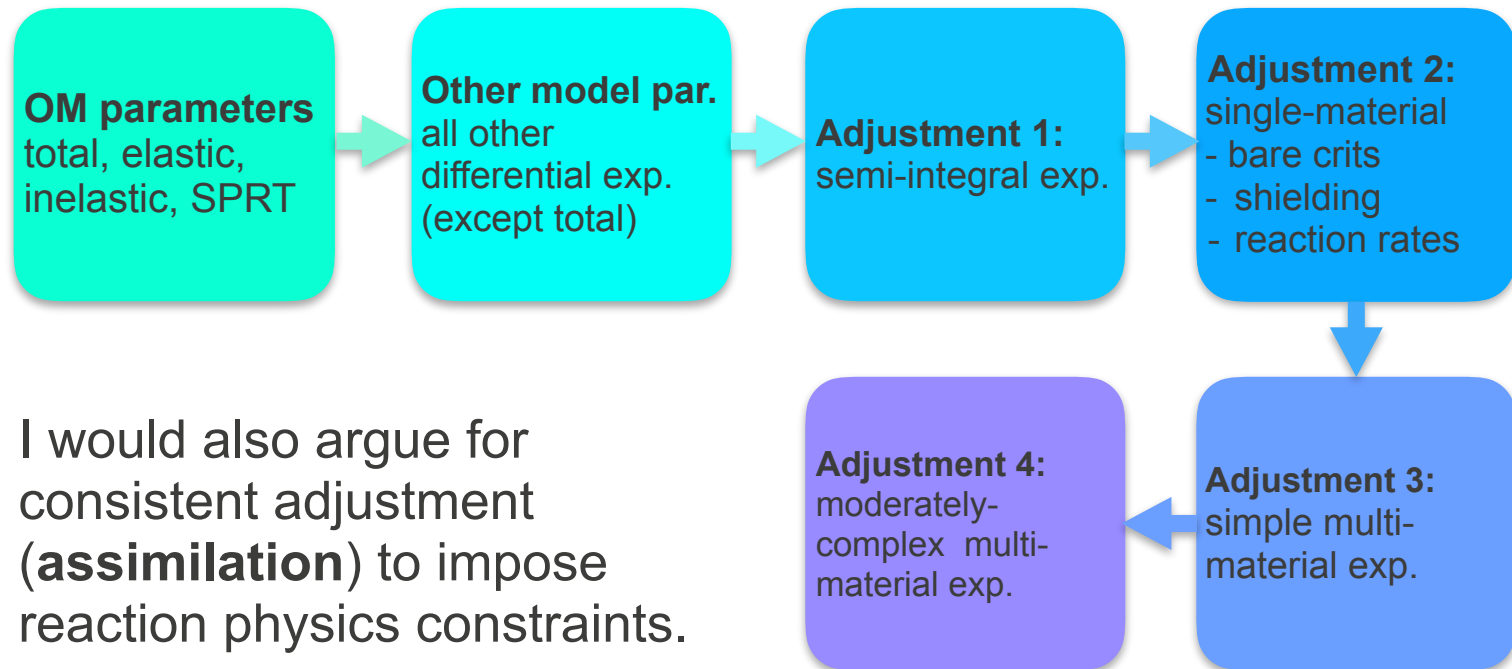 OM parameters
total, elastic,
inelastic, SPRT
Other model par.
all other
differential exp.
(except total)
Adjustment 1:
semi-integral exp.
Adjustment 2:
single-material
- bare crits
- shielding
- reaction rates
Adjustment 3:
simple multi-
material exp.
Adjustment 4:
moderately-
complex multi-
material exp.
I would also argue for
consistent adjustment
(assimilation) to impose
reaction physics constraints.